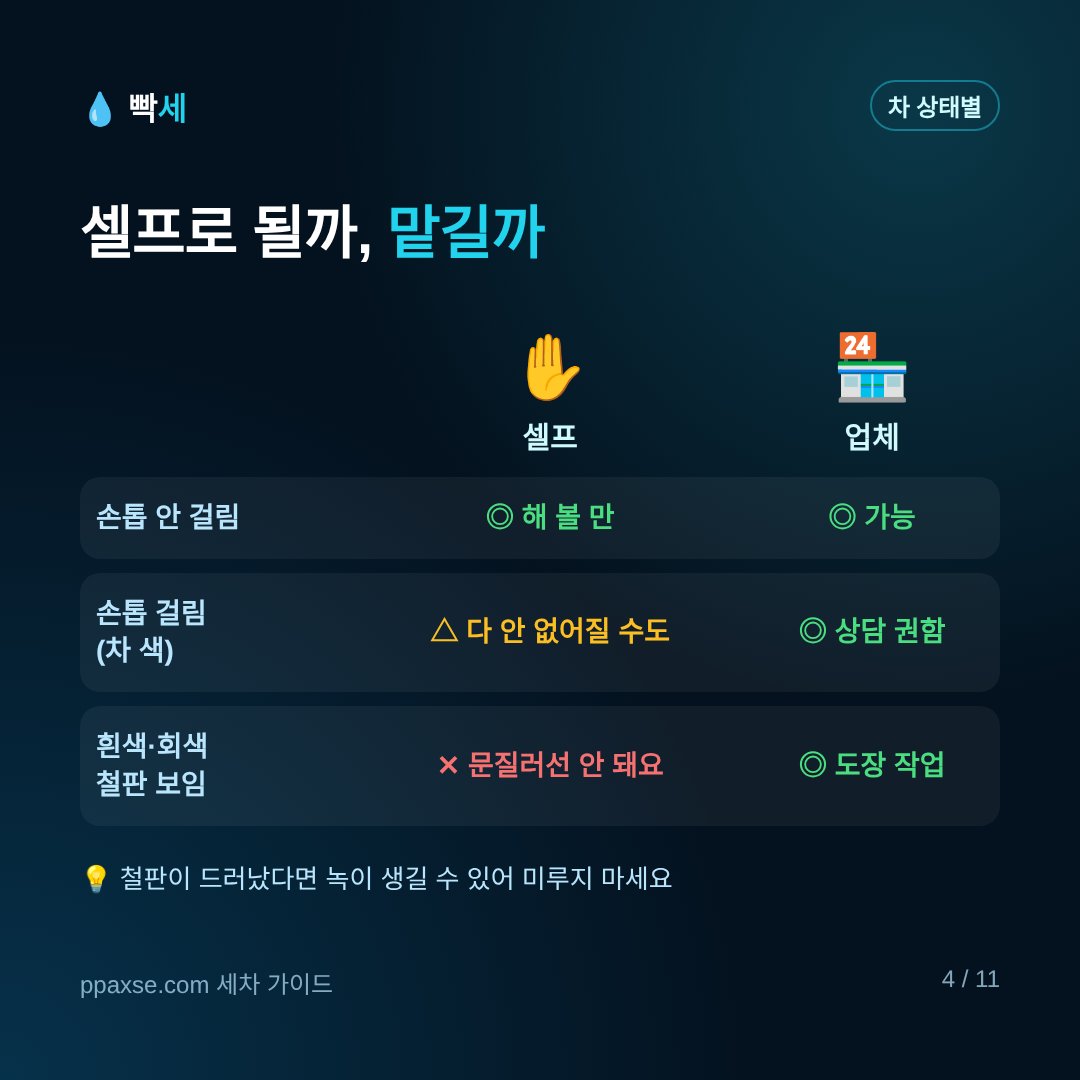 빡세
차 상태별
셀프로 될까, 맡길까
24
셀프
업체
손톱 안 걸림
◎ 해 볼 만
◎ 가능
손톱 걸림
(차 색)
△ 다 안 없어질 수도
◎ 상담 권함
흰색·회색
철판 보임
✕ 문질러선 안 돼요
◎ 도장 작업
철판이 드러났다면 녹이 생길 수 있어 미루지 마세요
ppaxse.com 세차 가이드
4 / 11